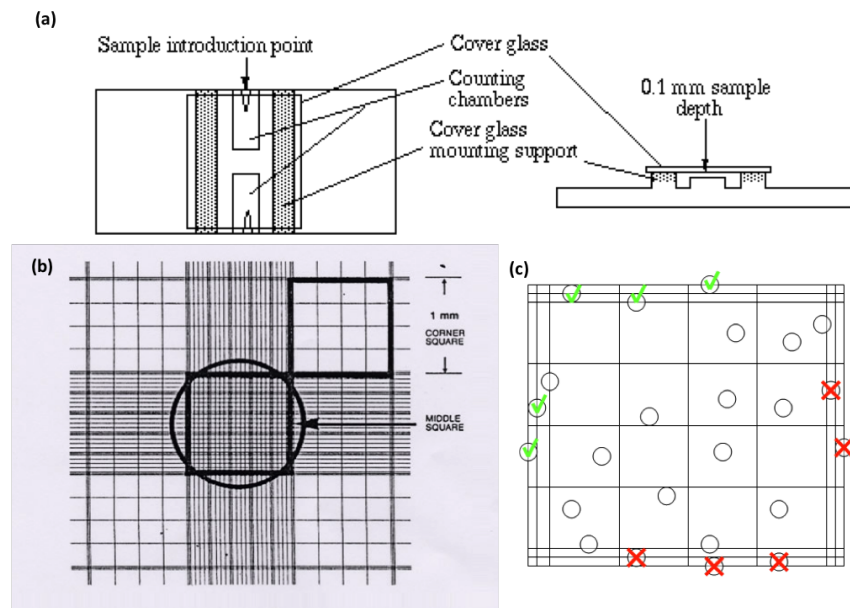 (a)
Sample introduction point
Cover glass
Counting
chambers
Cover glass
mounting support
0.1 mm sample
depth
(b)
1 mm
CORNER
SQUARE
MIDDLE
SQUARE
(c)